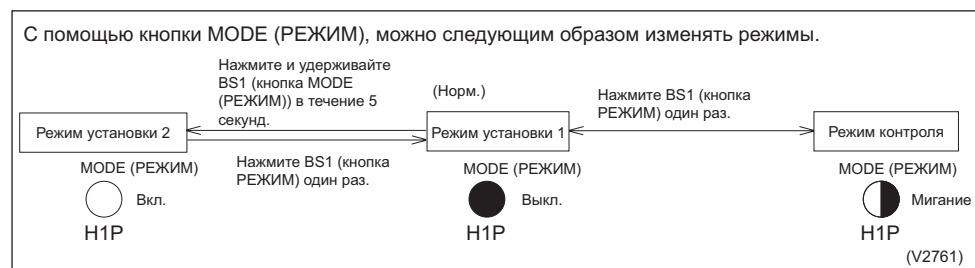 С помощью кнопки MODE (РЕЖИМ), можно следующим образом изменять режимы.
Нажмите и удерживайте
BS1 (кнопка MODE
(РЕЖИМ)) в течение 5
секунд.
(Норм.)
Нажмите BS1 (кнопка
РЕЖИМ) один раз.
Режим установки 2
Режим установки 1
Режим контроля
Нажмите BS1 (кнопка
РЕЖИМ) один раз.
MODE (РЕЖИМ)
Вкл.
H1P
MODE (РЕЖИМ)
Выкл.
H1P
MODE (РЕЖИМ)
Мигание
H1P
(V2761)